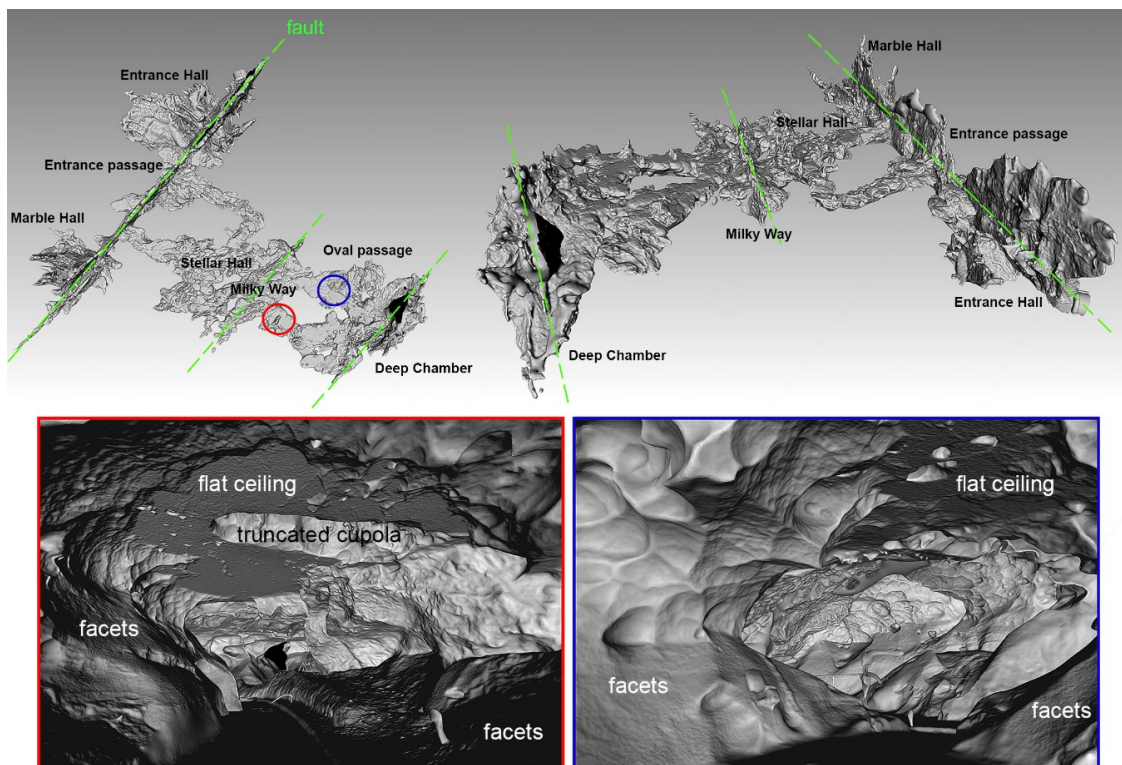 fault
Entrance Hall
Entrance passage
Marble Hall
Stellar Hall
Oval passage
Milky Way
Deep Chamber
Marble Hall
Stellar Hall
Entrance passage
Milky Way
Entrance Hall
Deep Chamber
flat ceiling
truncated cupola
facets
facets
flat ceiling
facets
facets